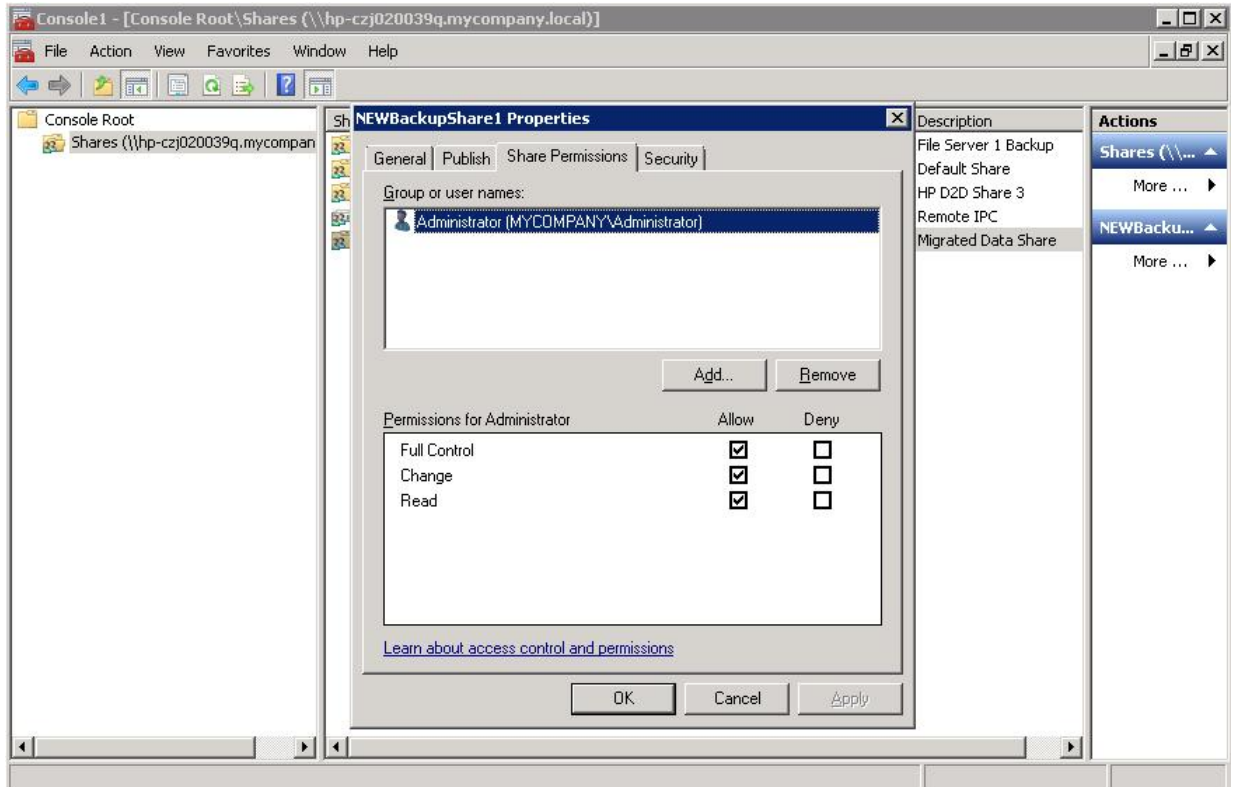 Console1 - [Console Root\Shares (\\hp-czj020039q.mycompany.local)]
File Action View Favorites Window Help
Console Root
Shares (\\hp-czj020039q.mycompan
Sh
NEWBackupShare1 Properties
General Publish Share Permissions Security
Group or user names:
Administrator (MYCOMPANY\Administrator)
Add... Remove
Permissions for Administrator Allow Deny
Full Control
Change
Read
Learn about access control and permissions
OK Cancel Apply
Description
File Server 1 Backup
Default Share
HP D2D Share 3
Remote IPC
Migrated Data Share
Actions
Shares (\\...
More ...
NEWBacku...
More ...